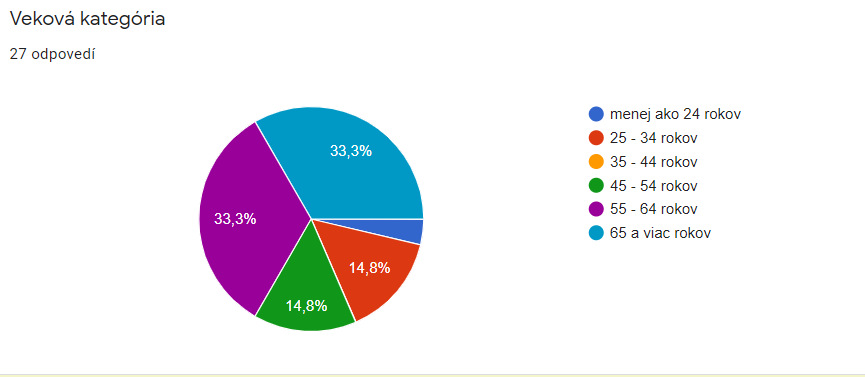 Veková kategória
27 odpovedí
33,3%
33,3%
14,8%
14,8%
menej ako 24 rokov
25 - 34 rokov
35 - 44 rokov
45 - 54 rokov
55 - 64 rokov
65 a viac rokov